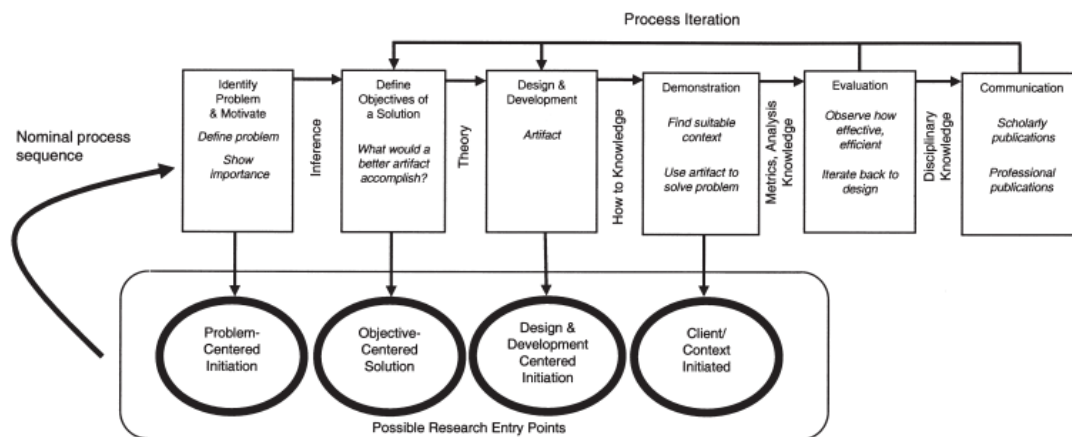 Process Iteration
Nominal process
sequence
Identify
Problem
& Motivate
Define problem
Show
importance
Inference
Define
Objectives of
a Solution
What would a
better artifact
accomplish?
Theory
Design &
Development
Artifact
How to Knowledge
Demonstration
Find suitable
context
Use artifact to
solve problem
Metrics, Analysis
Knowledge
Evaluation
Observe how
effective,
efficient
Iterate back to
design
Disciplinary
Knowledge
Communication
Scholarly
publications
Professional
publications
Problem-
Centered
Initiation
Objective-
Centered
Solution
Design &
Development
Centered
Initiation
Client/
Context
Initiated
Possible Research Entry Points